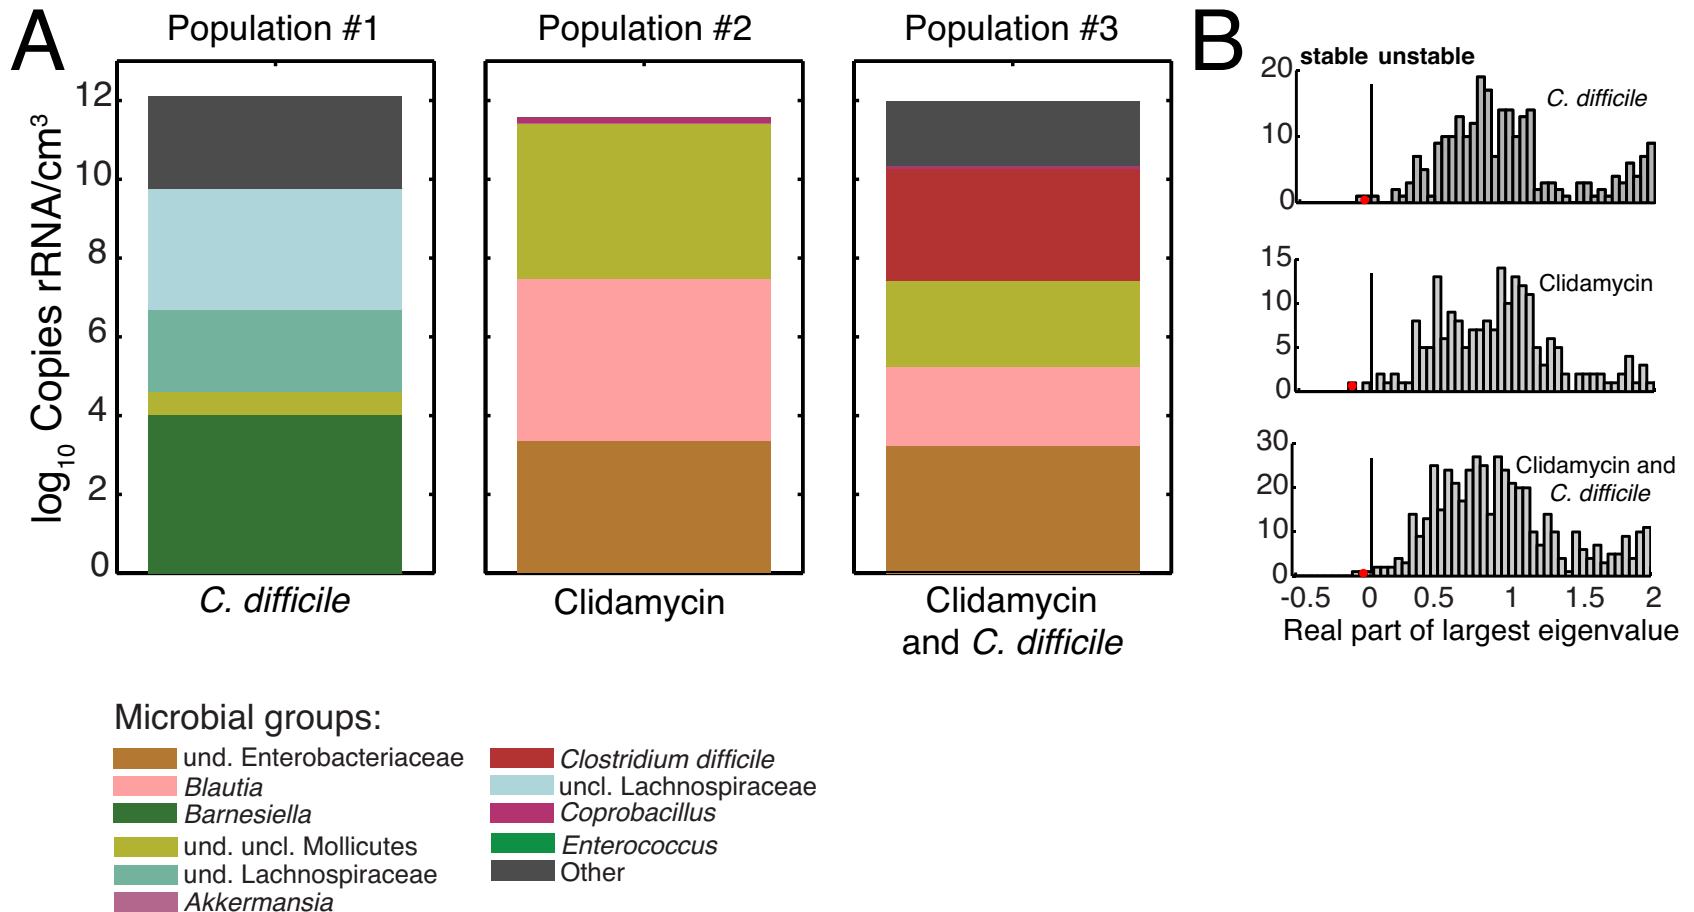 A
Population #1
Population #2
Population #3
B
log10 Copies rRNA/cm³
12
10
8
6
4
2
0
C. difficile
Clidamycin
Clidamycin
and C. difficile
stable unstable
20
10
0
C. difficile
15
10
5
0
Clidamycin
30
20
10
0
Clidamycin and
C. difficile
-0.5 0 0.5 1 1.5 2
Real part of largest eigenvalue
Microbial groups:
und. Enterobacteriaceae
Blautia
Barnesiella
und. uncl. Mollicutes
und. Lachnospiraceae
Akkermansia
Clostridium difficile
uncl. Lachnospiraceae
Coprobacillus
Enterococcus
Other